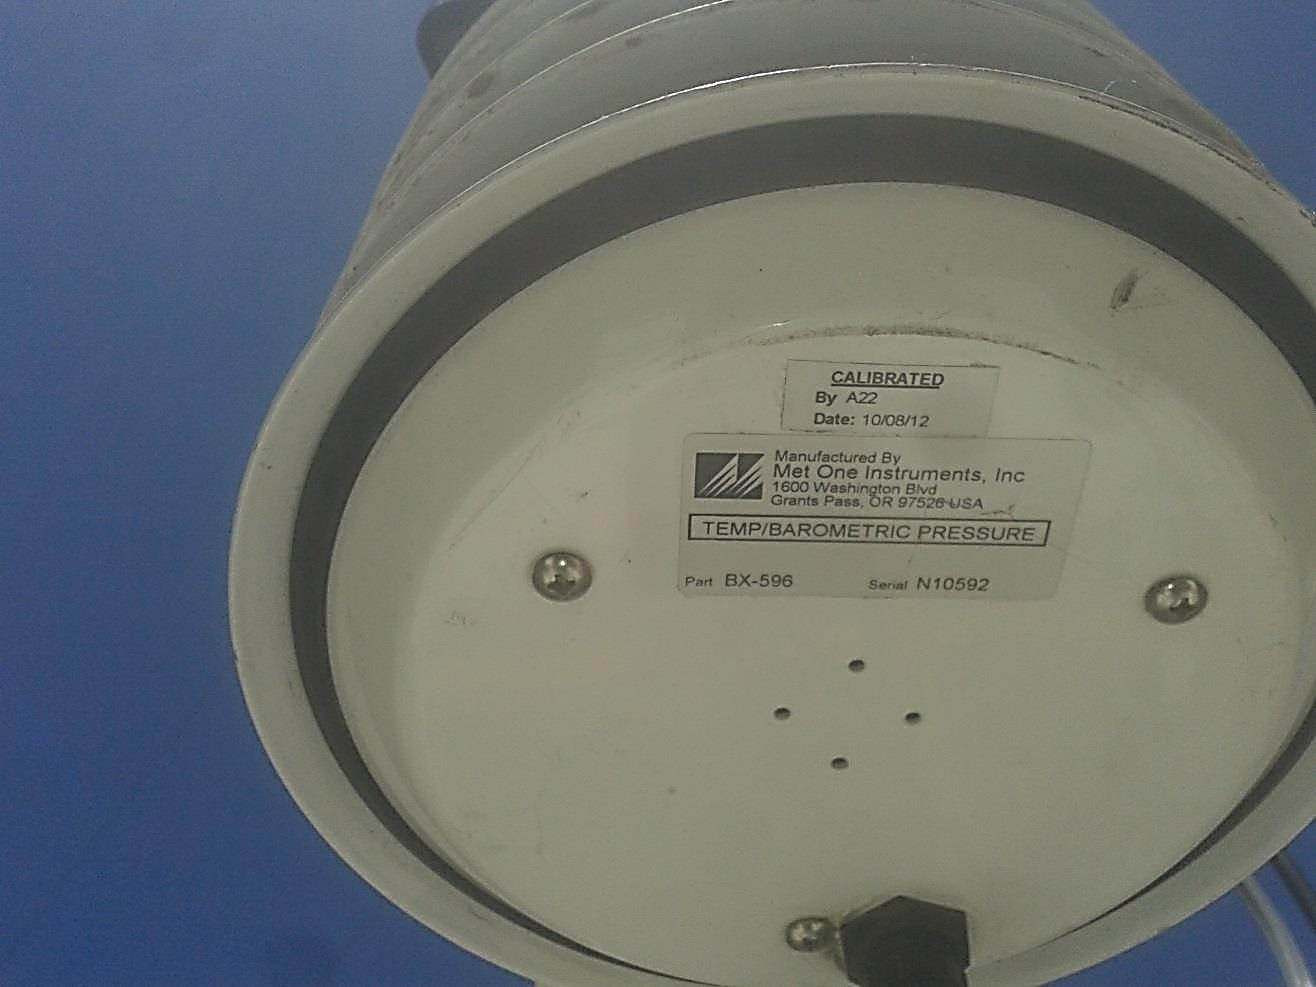 CALIBRATED
By A22
Date: 10/08/12
Manufactured By
Met One Instruments, Inc
1600 Washington Blvd
Grants Pass, OR 97526 USA
TEMP/BAROMETRIC PRESSURE
Part BX-596 Serial N10592